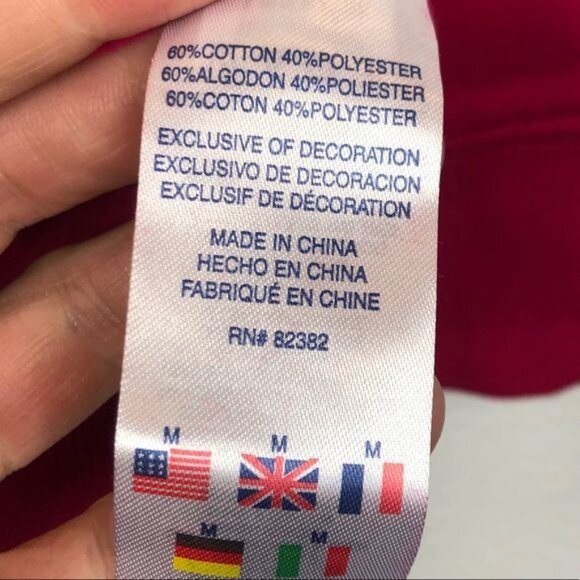 60%COTTON 40%POLYESTER
60%ALGODON 40%POLIESTER
60%COTON 40%POLYESTER
EXCLUSIVE OF DECORATION
EXCLUSIVO DE DECORACION
EXCLUSIF DE DÉCORATION
MADE IN CHINA
HECHO EN CHINA
FABRIQUÉ EN CHINE
RN# 82382
M M M
M M